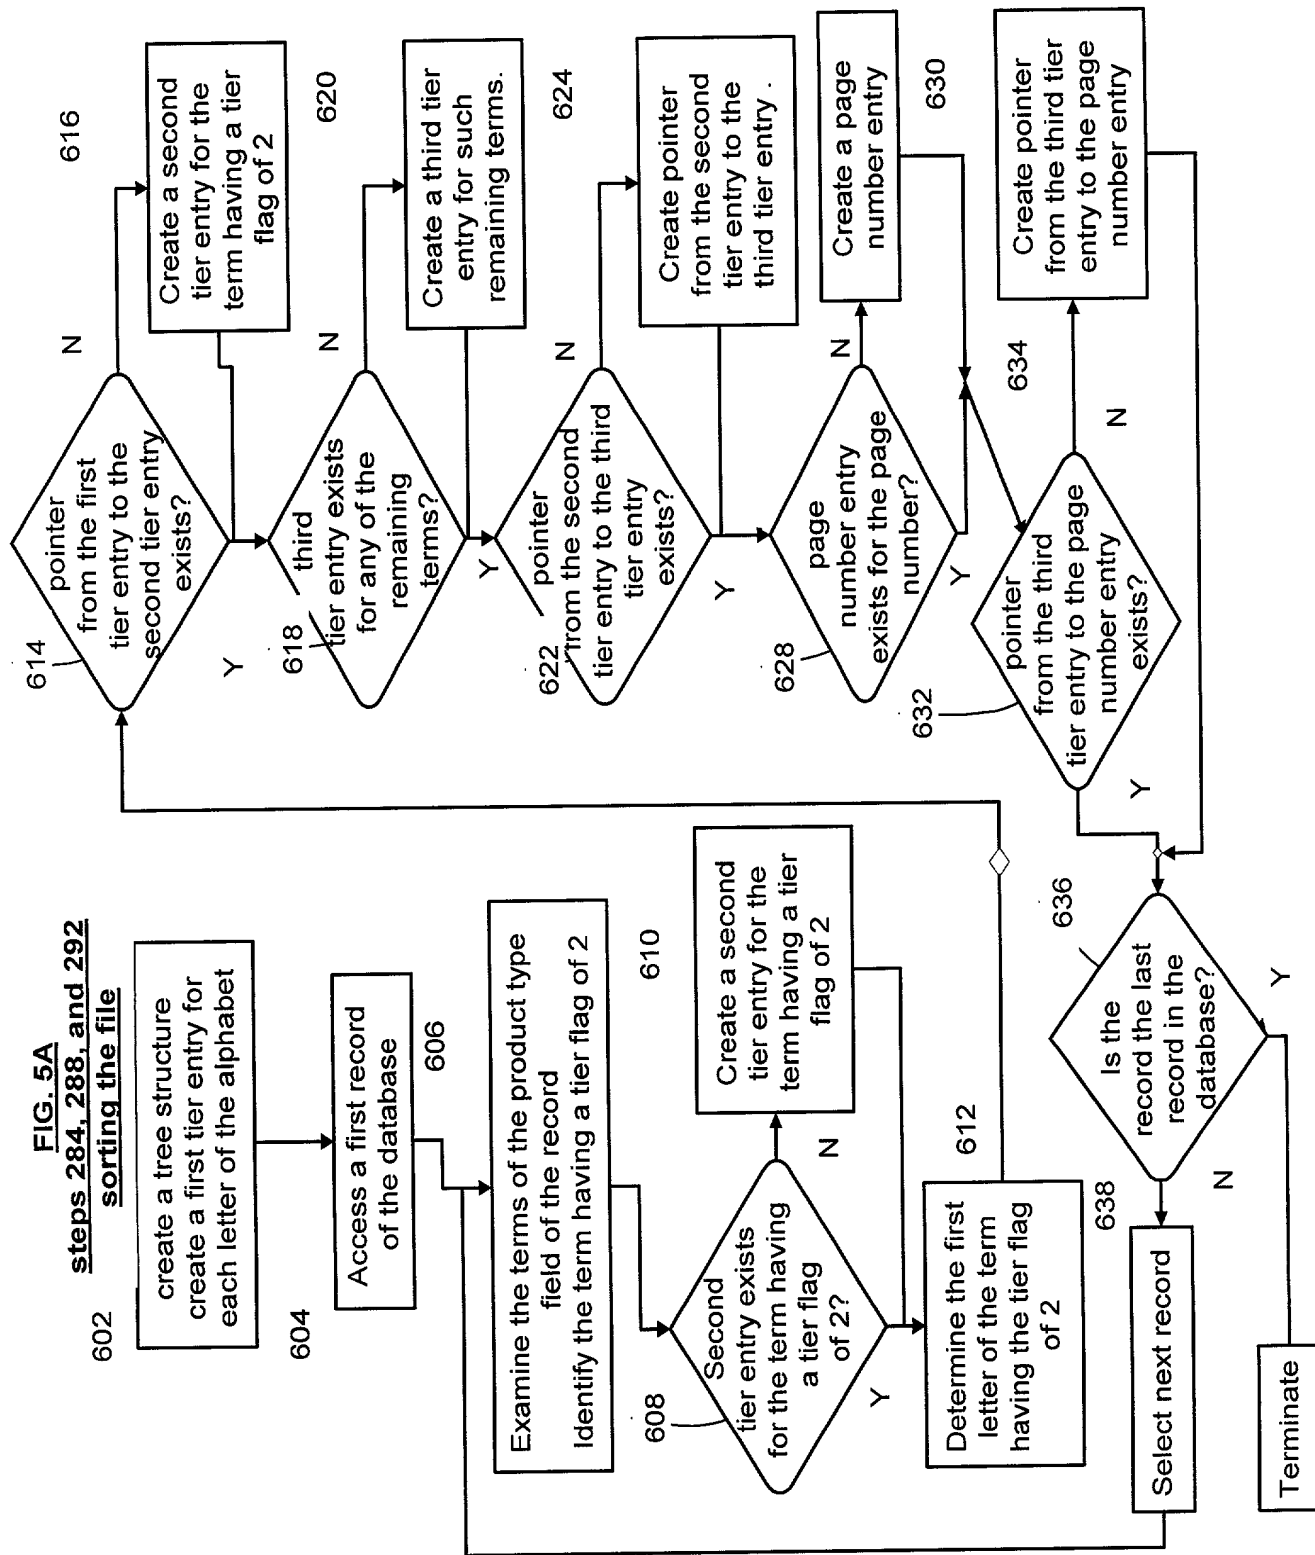 FIG. 5A
steps 284, 288, and 292
sorting the file
602
create a tree structure
create a first tier entry for
each letter of the alphabet
604
Access a first record
of the database
606
Examine the terms of the product type
field of the record
Identify the term having a tier flag of 2
608
Second
tier entry exists
for the term having
a tier flag
of 2?
N
Y
610
Create a second
tier entry for the
term having a tier
flag of 2
612
Determine the first
letter of the term
having the tier flag
of 2
614
pointer
from the first
tier entry to the
second tier entry
exists?
N
Y
616
Create a second
tier entry for the
term having a tier
flag of 2
618
third
tier entry exists
for any of the
remaining
terms?
N
Y
620
Create a third tier
entry for such
remaining terms.
622
pointer
from the second
tier entry to the third
tier entry
exists?
N
Y
624
Create pointer
from the second
tier entry to the
third tier entry .
628
page
number entry
exists for the page
number?
N
Y
630
Create a page
number entry
632
pointer
from the third
tier entry to the page
number entry
exists?
N
Y
634
Create pointer
from the third tier
entry to the page
number entry
636
Is the
record the last
record in the
database?
N
Y
638
Select next record
Terminate